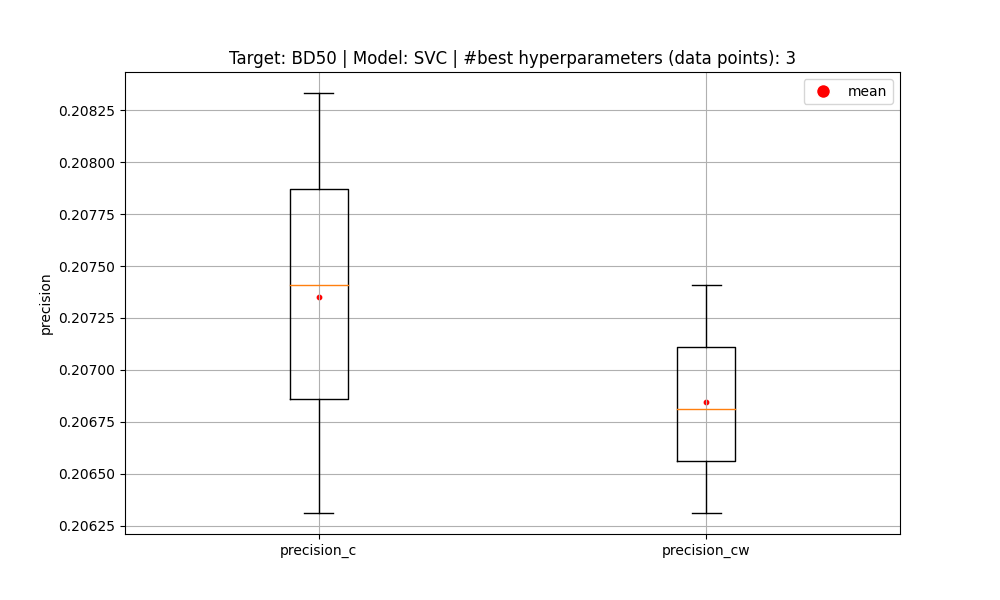 Target: BD50 | Model: SVC | #best hyperparameters (data points): 3
mean
precision
0.20825
0.20800
0.20775
0.20750
0.20725
0.20700
0.20675
0.20650
0.20625
precision_c
precision_cw